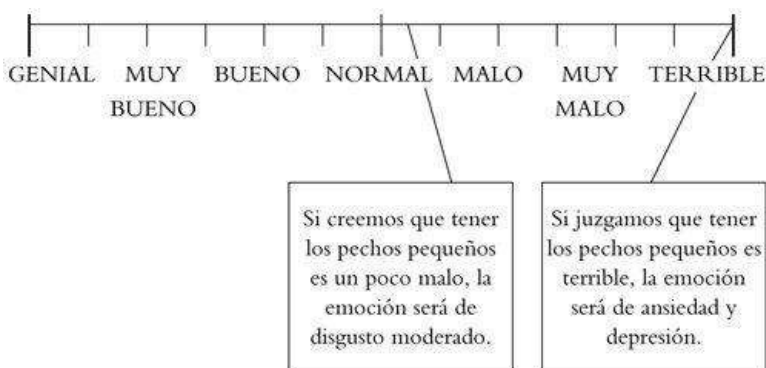 GENIAL MUY BUENO NORMAL MALO MUY TERRIBLE
BUENO MALO
Si creemos que tener
los pechos pequeños
es un poco malo, la
emoción será de
disgusto moderado.
Si juzgamos que tener
los pechos pequeños es
terrible, la emoción
será de ansiedad y
depresión.